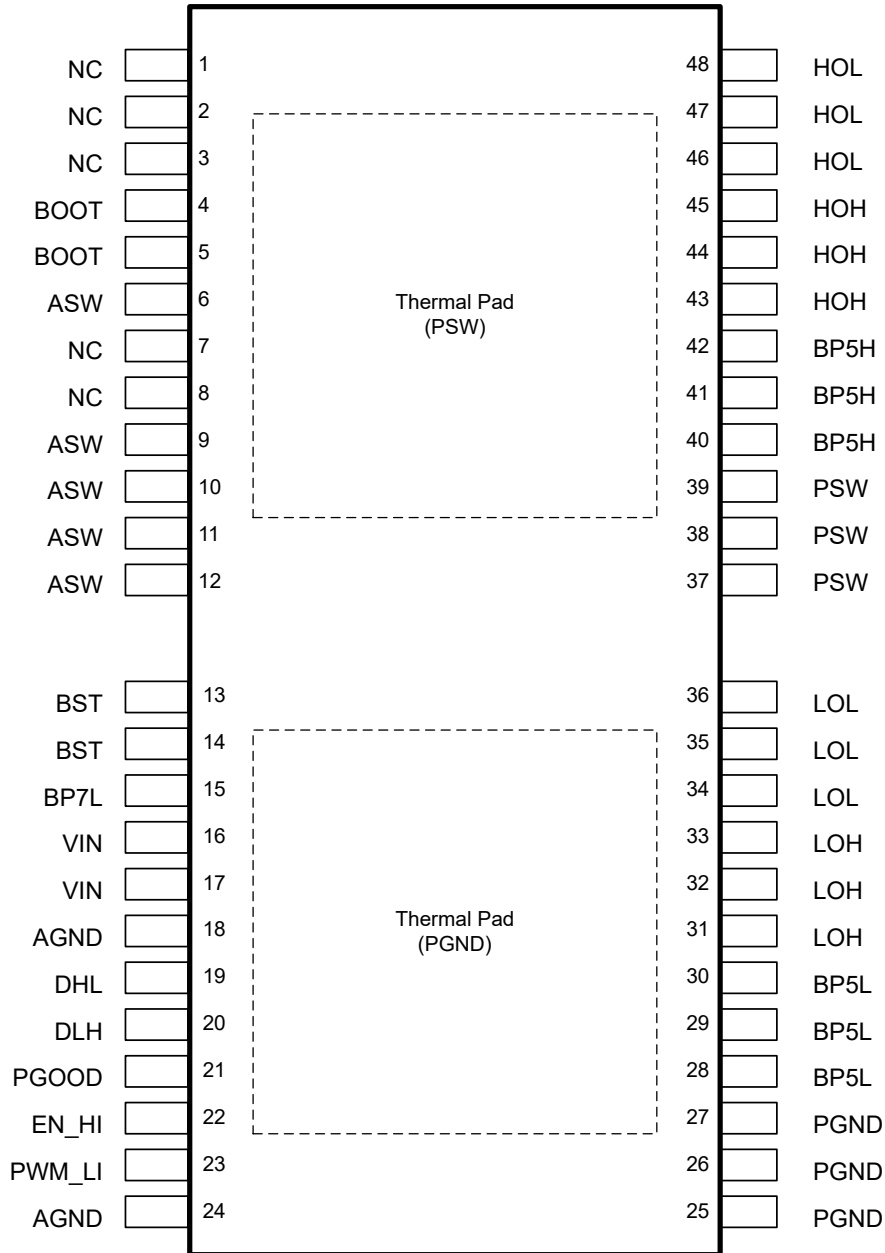 NC 1 48 HOL
NC 2 47 HOL
NC 3 46 HOL
BOOT 4 45 HOH
BOOT 5 44 HOH
ASW 6 43 HOH
Thermal Pad
(PSW)
NC 7 42 BP5H
NC 8 41 BP5H
ASW 9 40 BP5H
ASW 10 39 PSW
ASW 11 38 PSW
ASW 12 37 PSW
BST 13 36 LOL
BST 14 35 LOL
BP7L 15 34 LOL
VIN 16 33 LOH
VIN 17 32 LOH
AGND 18 31 LOH
Thermal Pad
(PGND)
DHL 19 30 BP5L
DLH 20 29 BP5L
PGOOD 21 28 BP5L
EN_HI 22 27 PGND
PWM_LI 23 26 PGND
AGND 24 25 PGND